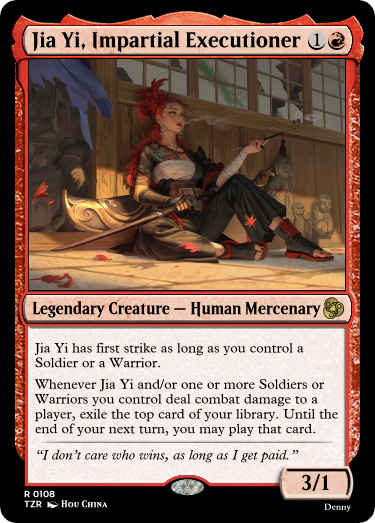 Jia Yi, Impartial Executioner 1
Legendary Creature — Human Mercenary
Jia Yi has first strike as long as you control a
Soldier or a Warrior.
Whenever Jia Yi and/or one or more Soldiers or
Warriors you control deal combat damage to a
player, exile the top card of your library. Until the
end of your next turn, you may play that card.
“I don't care who wins, as long as I get paid.”
3/1
R 0108
TZR Hou China
Denny